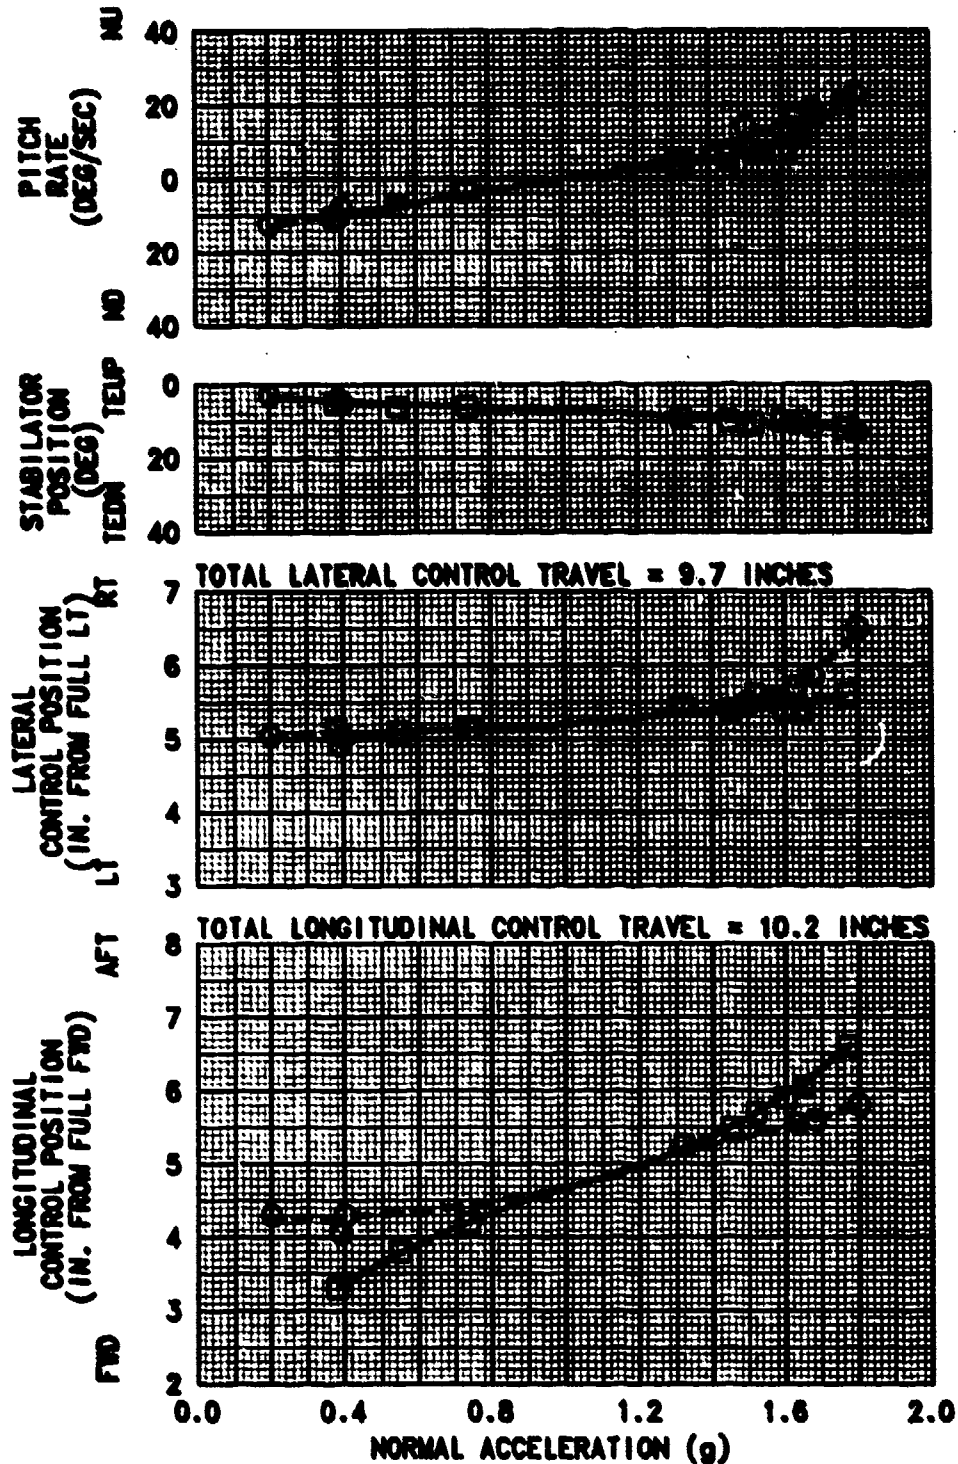 NU
PITCH
RATE
(DEG/SEC)
ND
40
20
0
20
40
STABILATOR
POSITION
(DEG)
TEDN TEUP
0
20
40
TOTAL LATERAL CONTROL TRAVEL = 9.7 INCHES
LATERAL
CONTROL POSITION
(IN. FROM FULL LT)
LT
RT
7
6
5
4
3
TOTAL LONGITUDINAL CONTROL TRAVEL = 10.2 INCHES
LONGITUDINAL
CONTROL POSITION
(IN. FROM FULL FWD)
FWD
AFT
8
7
6
5
4
3
2
0.0 0.4 0.8 1.2 1.6 2.0
NORMAL ACCELERATION (g)